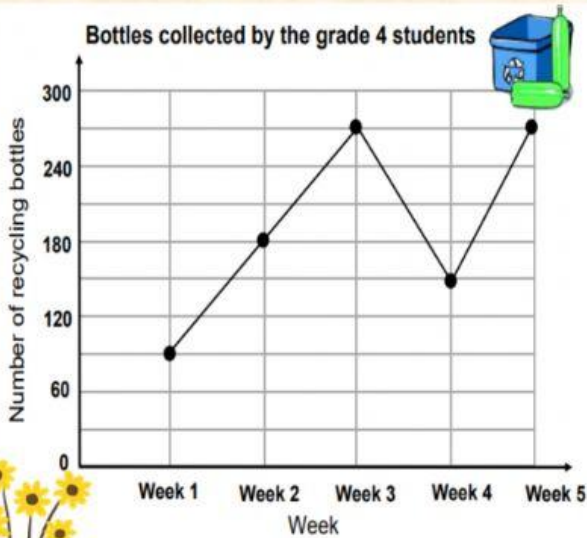 Bottles collected by the grade 4 students
Number of recycling bottles
300
240
180
120
60
0
Week 1 Week 2 Week 3 Week 4 Week 5
Week